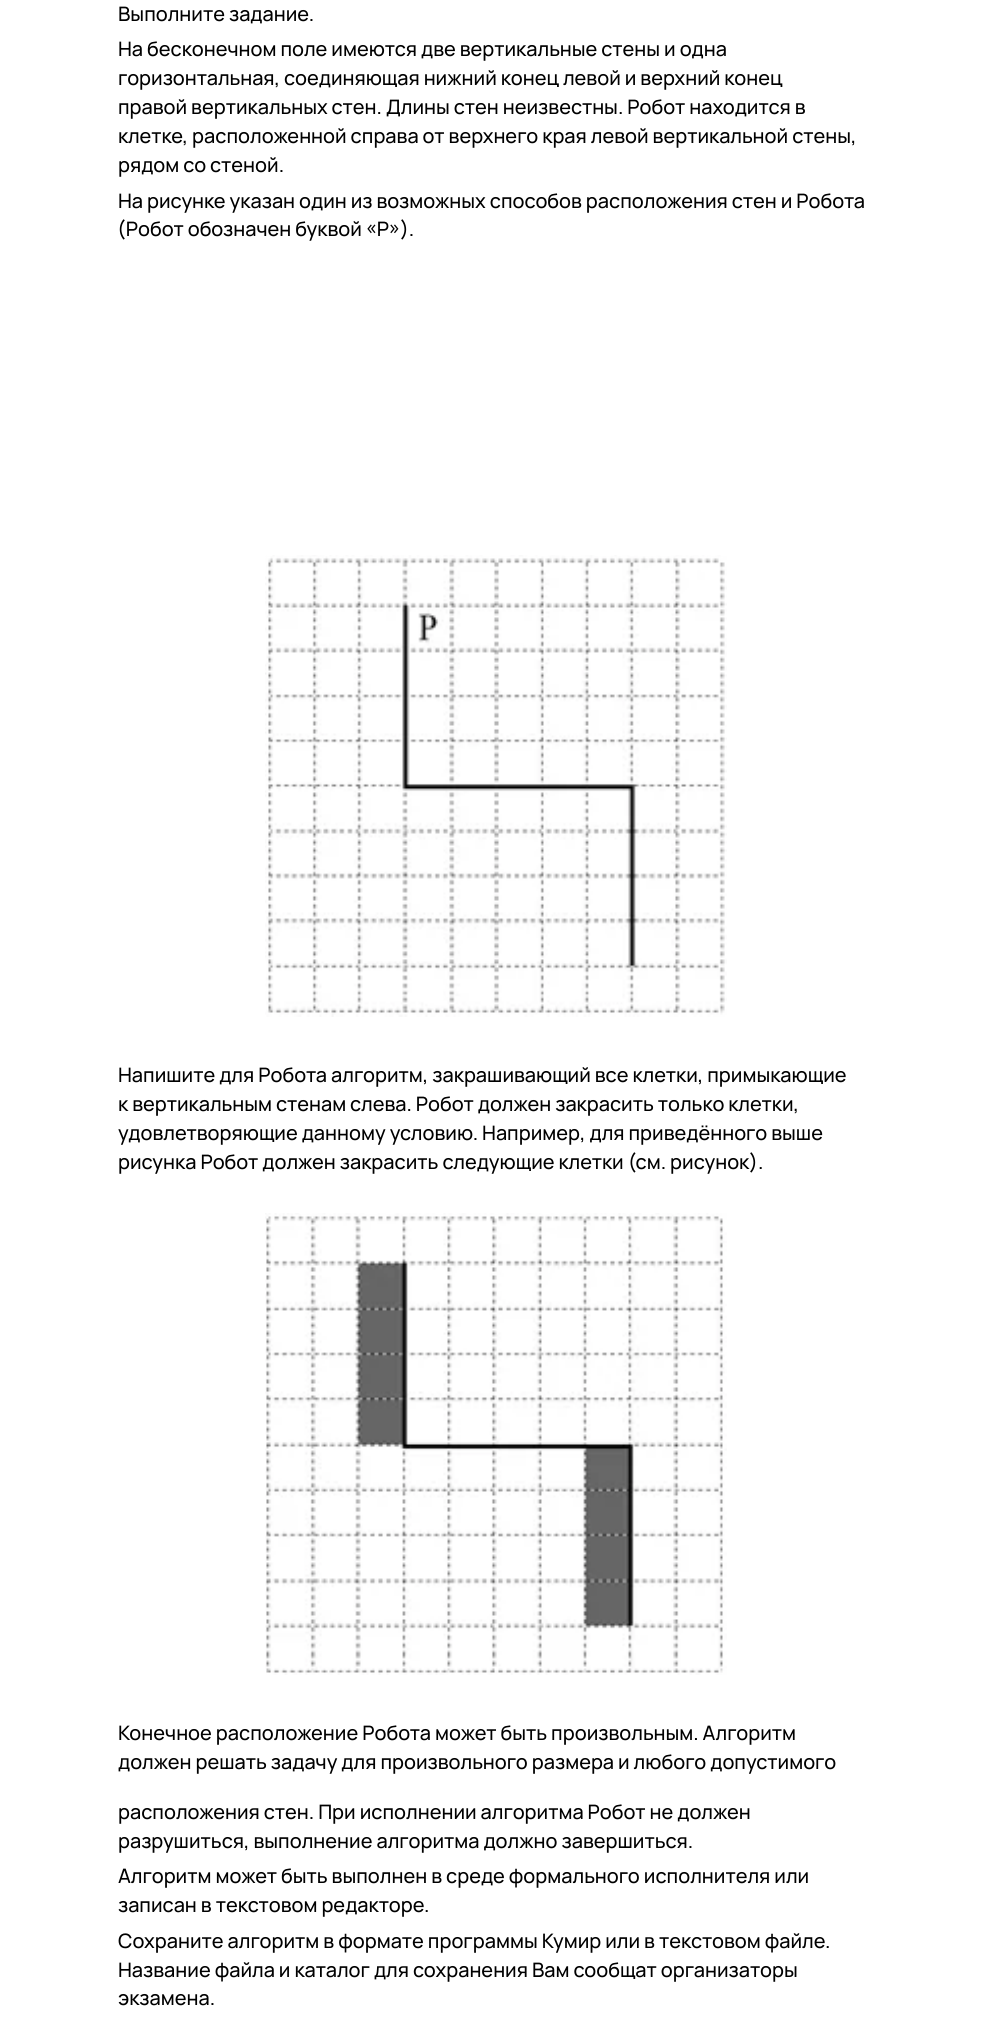 Выполните задание.
На бесконечном поле имеются две вертикальные стены и одна
горизонтальная, соединяющая нижний конец левой и верхний конец
правой вертикальных стен. Длины стен неизвестны. Робот находится в
клетке, расположенной справа от верхнего края левой вертикальной стены,
рядом со стеной.
На рисунке указан один из возможных способов расположения стен и Робота
(Робот обозначен буквой «Р»).
Р
Напишите для Робота алгоритм, закрашивающий все клетки, примыкающие
к вертикальным стенам слева. Робот должен закрасить только клетки,
удовлетворяющие данному условию. Например, для приведённого выше
рисунка Робот должен закрасить следующие клетки (см. рисунок).
Конечное расположение Робота может быть произвольным. Алгоритм
должен решать задачу для произвольного размера и любого допустимого
расположения стен. При исполнении алгоритма Робот не должен
разрушиться, выполнение алгоритма должно завершиться.
Алгоритм может быть выполнен в среде формального исполнителя или
записан в текстовом редакторе.
Сохраните алгоритм в формате программы Кумир или в текстовом файле.
Название файла и каталог для сохранения Вам сообщат организаторы
экзамена.